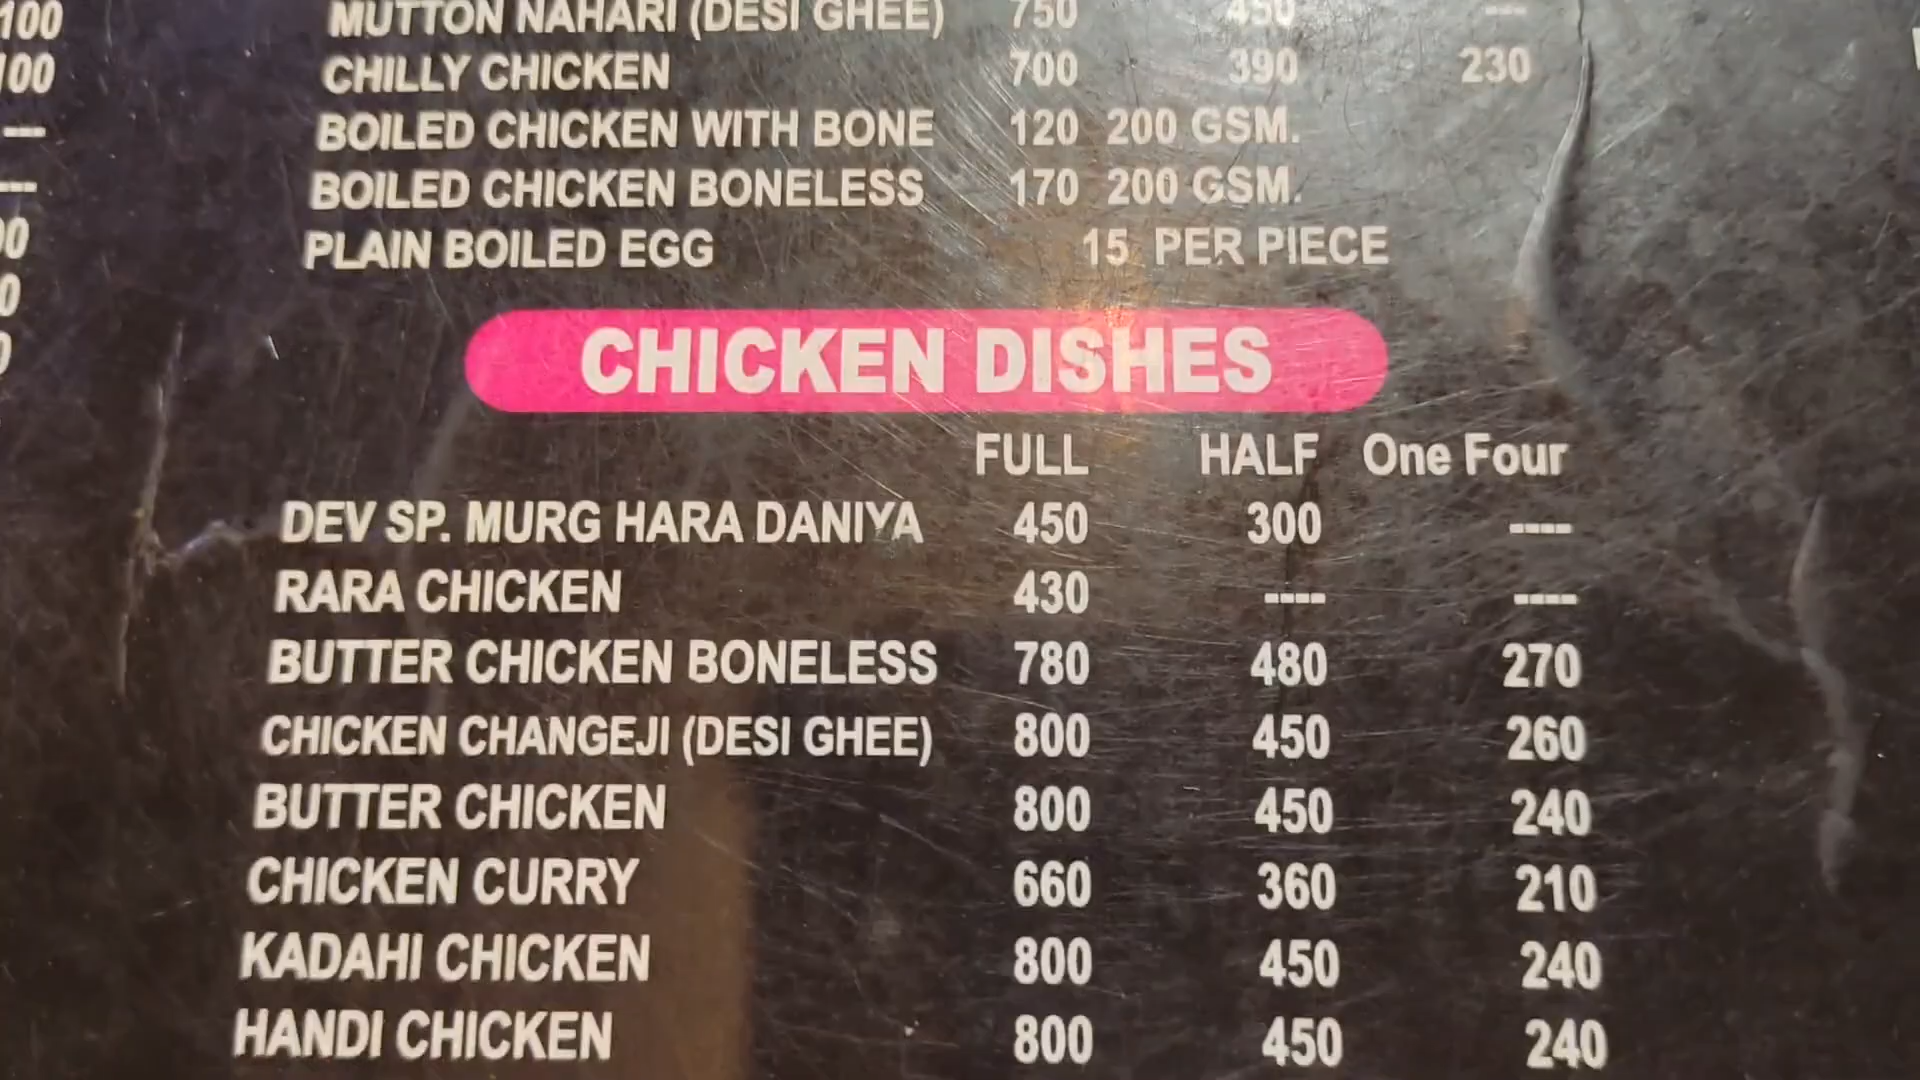 100
MUTTON NAHARI (DESI GHEE) 750 450 ---
100
CHILLY CHICKEN 700 390 230
---
BOILED CHICKEN WITH BONE 120 200 GSM.
---
BOILED CHICKEN BONELESS 170 200 GSM.
PLAIN BOILED EGG 15 PER PIECE
CHICKEN DISHES
FULL HALF One Four
DEV SP. MURG HARA DANIYA 450 300 ----
RARA CHICKEN 430 ---- ----
BUTTER CHICKEN BONELESS 780 480 270
CHICKEN CHANGEJI (DESI GHEE) 800 450 260
BUTTER CHICKEN 800 450 240
CHICKEN CURRY 660 360 210
KADAHI CHICKEN 800 450 240
HANDI CHICKEN 800 450 240